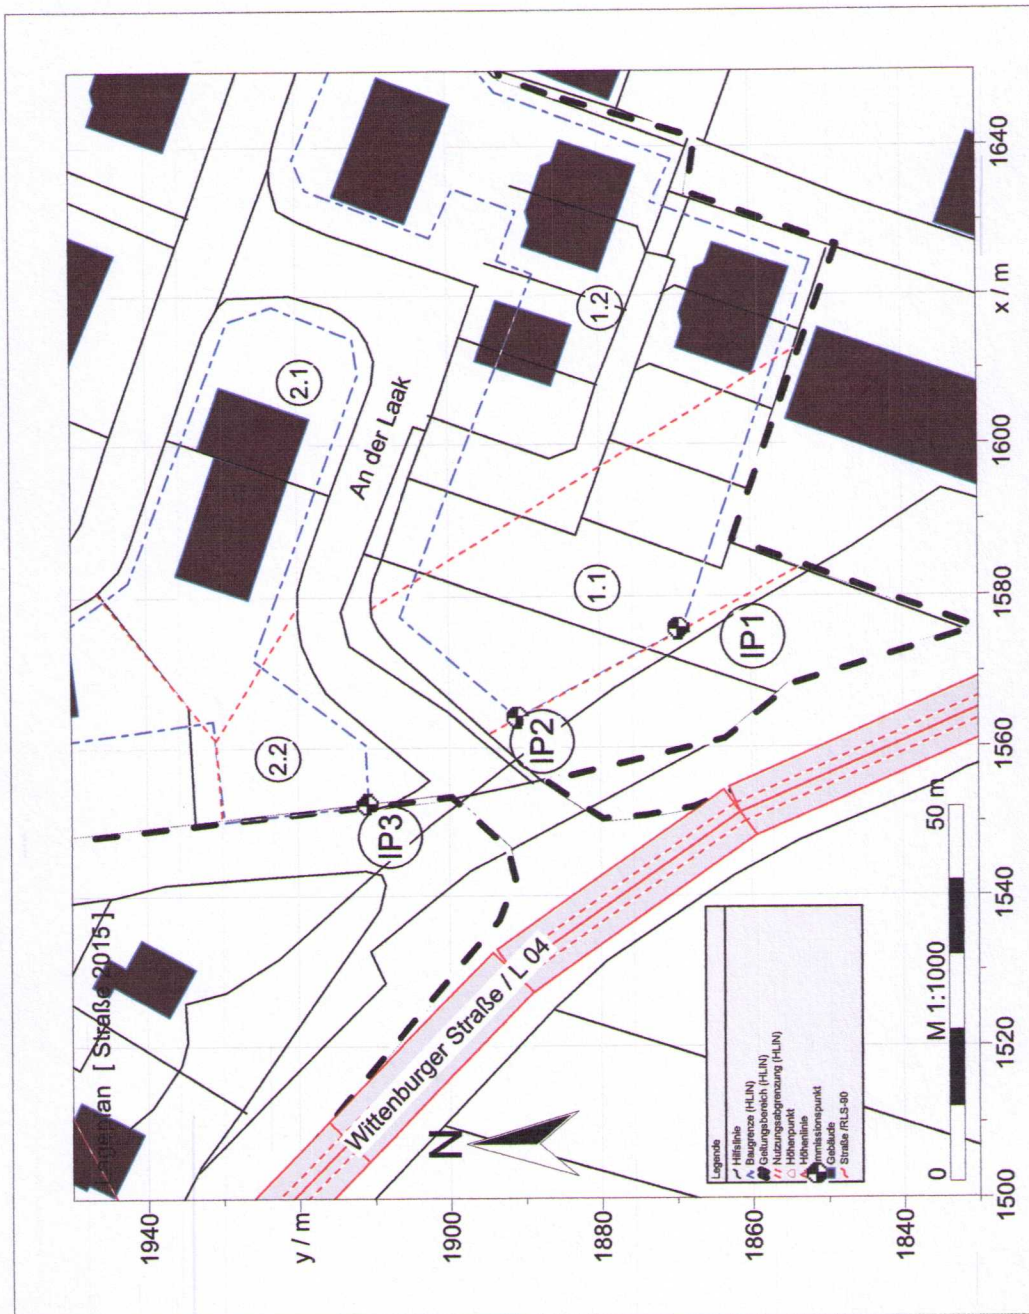 Lageplan [ Straße 2015 ]
y / m
1940
1900
1880
1860
1840
2.1
2.2
An der Laak
1.2
1.1
IP3
IP2
IP1
Wittenburger Straße / L 04
N
Legende
Hilfslinie
Baugrenze (HLIN)
Geltungsbereich (HLIN)
Nutzungsabgrenzung (HLIN)
Höhenpunkt
Höhenlinie
Immissionspunkt
Gebäude
Straße /RLS-90
0 M 1:1000 50 m
1500
1520
1540
1560
1580
1600
x / m
1640